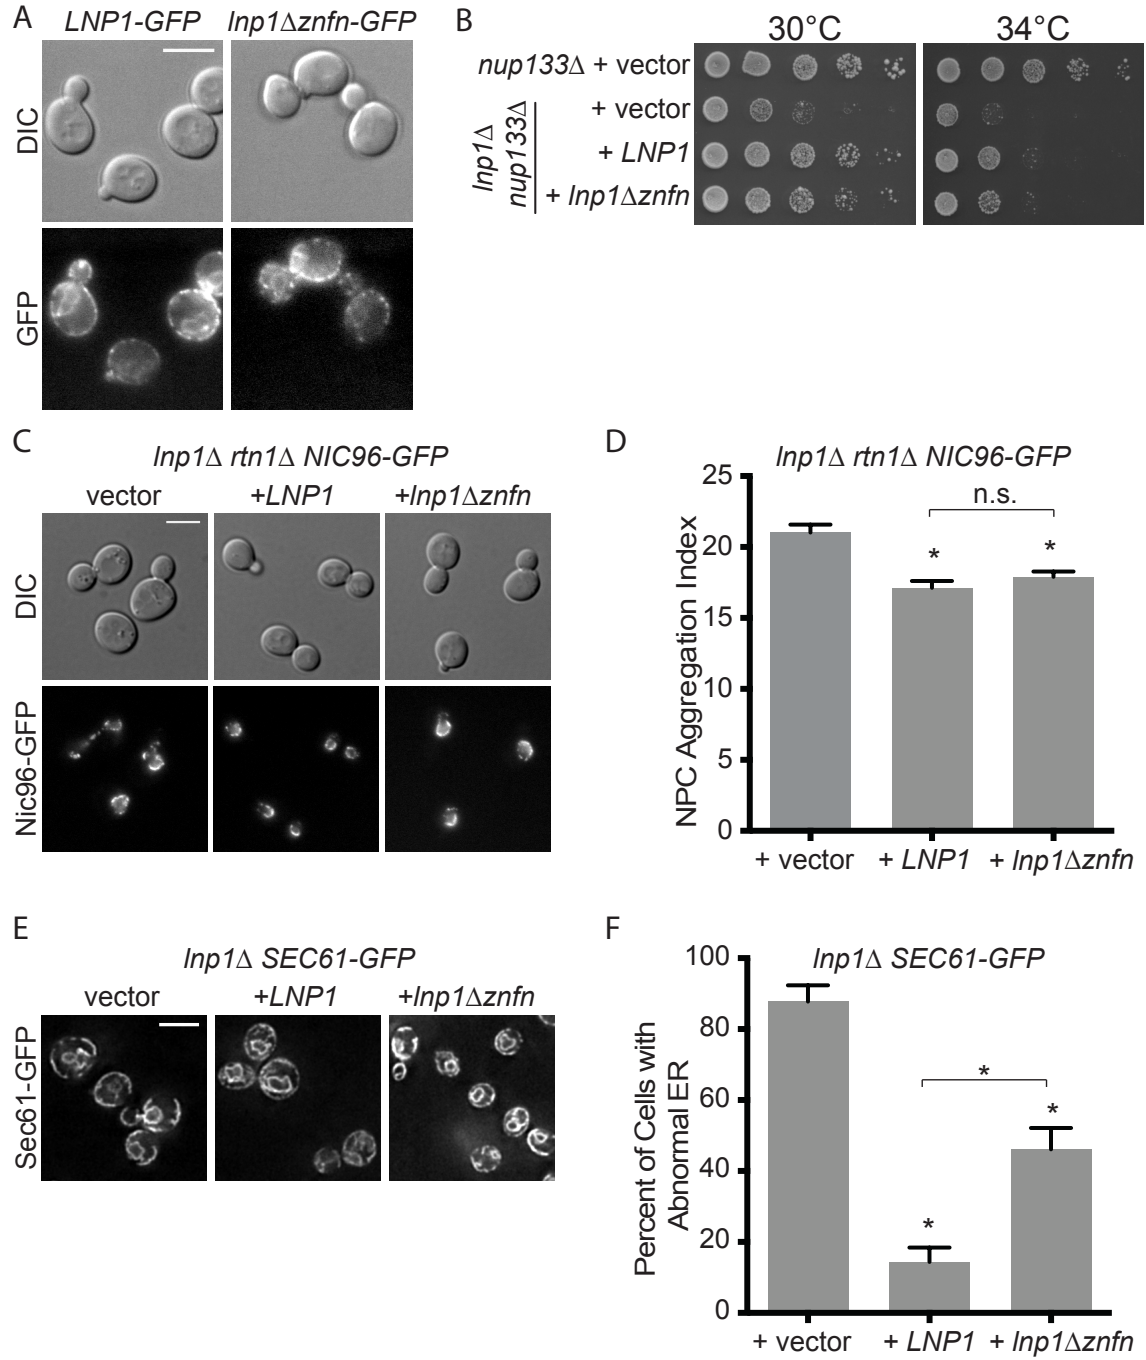 A
LNP1-GFP
lnp1Δznfn-GFP
DIC
GFP
B
30°C
34°C
nup133Δ + vector
lnp1Δ
nup133Δ
+ vector
+ LNP1
+ lnp1Δznfn
C
lnp1Δ rtn1Δ NIC96-GFP
vector
+LNP1
+lnp1Δznfn
DIC
Nic96-GFP
D
lnp1Δ rtn1Δ NIC96-GFP
NPC Aggregation Index
25
20
15
10
5
0
n.s.
*
*
+ vector
+ LNP1
+ lnp1Δznfn
E
lnp1Δ SEC61-GFP
vector
+LNP1
+lnp1Δznfn
Sec61-GFP
F
lnp1Δ SEC61-GFP
Percent of Cells with
Abnormal ER
100
80
60
40
20
0
*
*
*
+ vector
+ LNP1
+ lnp1Δznfn